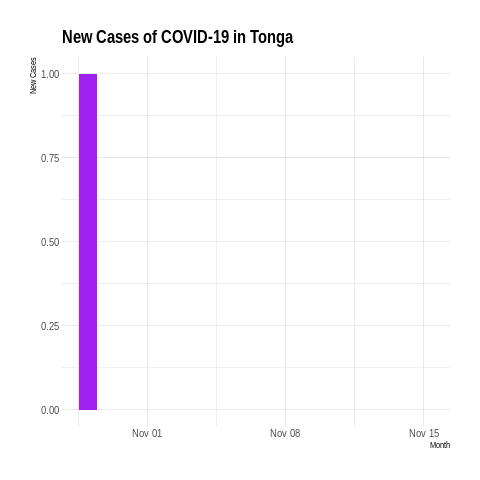 New Cases of COVID-19 in Tonga
New Cases
1.00
0.75
0.50
0.25
0.00
Nov 01
Nov 08
Nov 15
Month